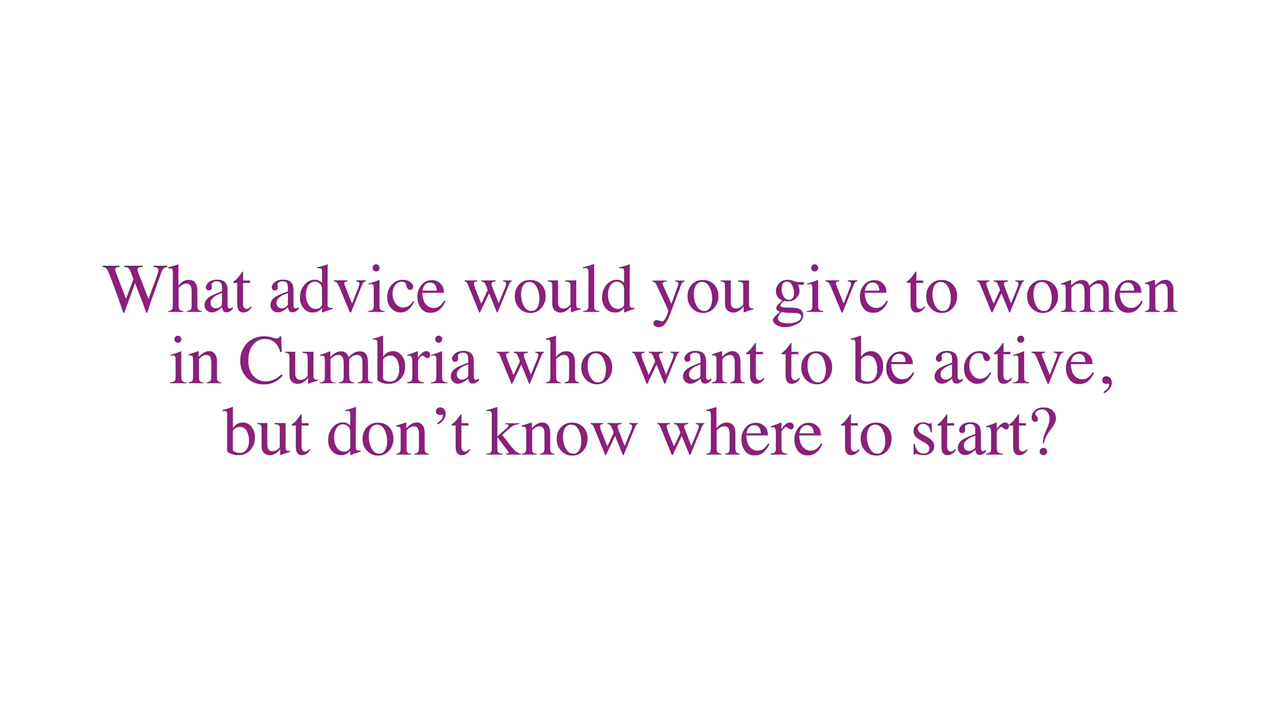 What advice would you give to women
in Cumbria who want to be active,
but don’t know where to start?